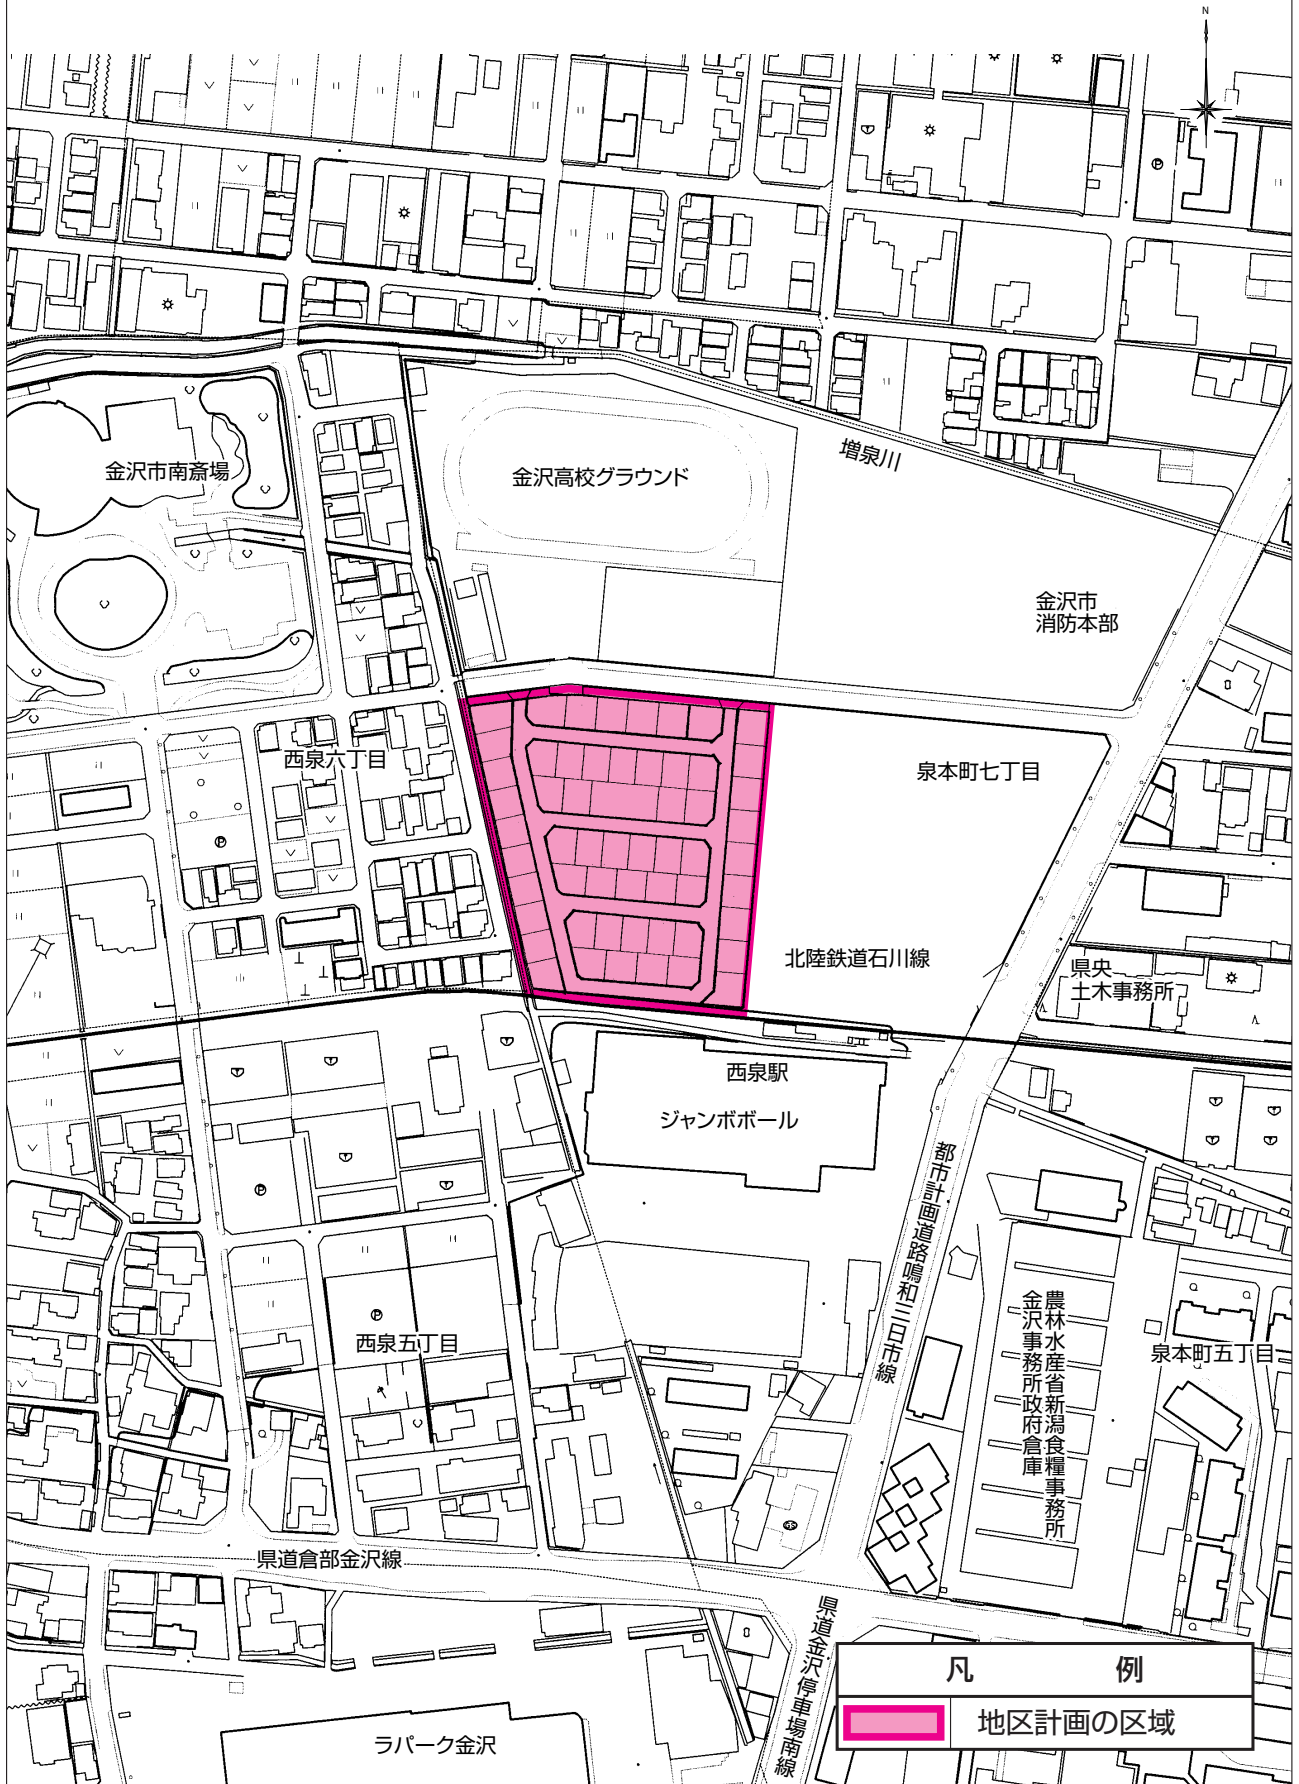 N
増泉川
金沢市南斎場
金沢高校グラウンド
金沢市
消防本部
西泉六丁目
泉本町七丁目
北陸鉄道石川線
県央
土木事務所
西泉駅
ジャンボボール
都市計画道路鳴和三日市線
農林水産省新潟食糧事務所
金沢事務所政府倉庫
西泉五丁目
泉本町五丁目
県道倉部金沢線
県道金沢停車場南線
ラパーク金沢
凡 例
地区計画の区域